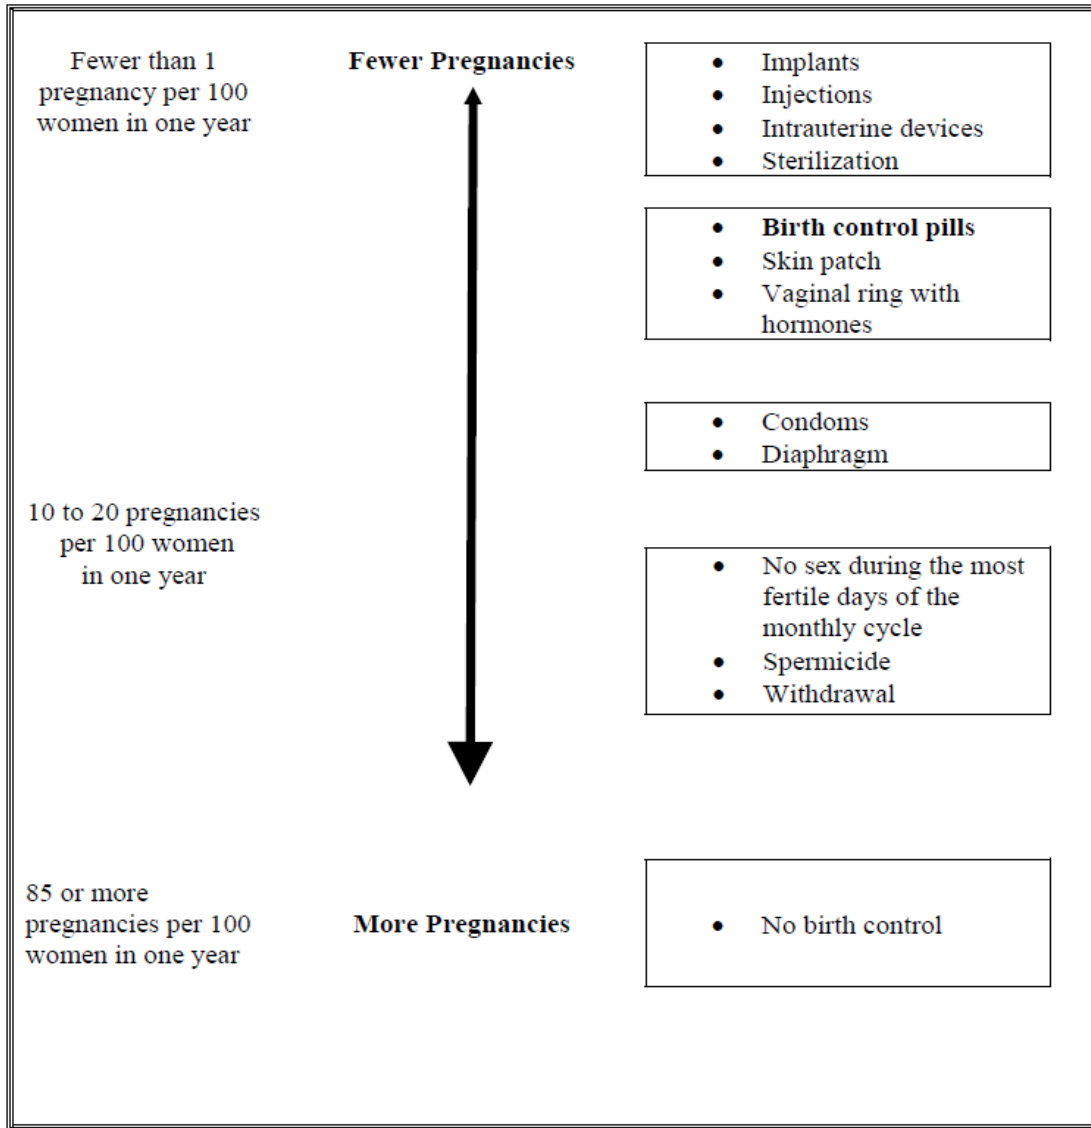 Fewer than 1
pregnancy per 100
women in one year
Fewer Pregnancies
• Implants
• Injections
• Intrauterine devices
• Sterilization
• Birth control pills
• Skin patch
• Vaginal ring with
hormones
• Condoms
• Diaphragm
10 to 20 pregnancies
per 100 women
in one year
• No sex during the most
fertile days of the
monthly cycle
• Spermicide
• Withdrawal
85 or more
pregnancies per 100
women in one year
More Pregnancies
• No birth control